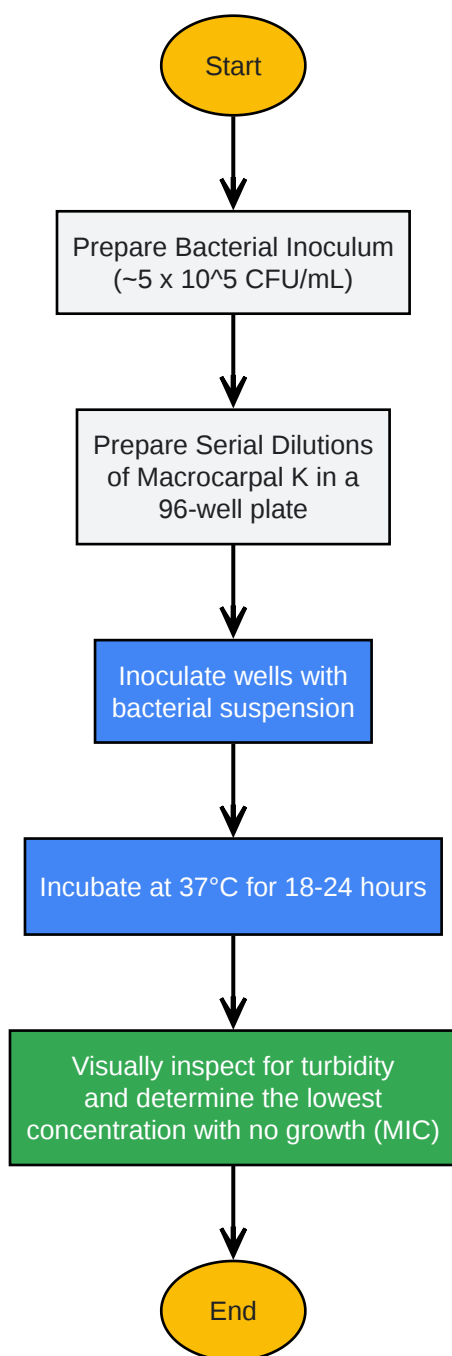 Start
Prepare Bacterial Inoculum
(~5 x 10^5 CFU/mL)
Prepare Serial Dilutions
of Macrocarpal K in a
96-well plate
Inoculate wells with
bacterial suspension
Incubate at 37°C for 18-24 hours
Visually inspect for turbidity
and determine the lowest
concentration with no growth (MIC)
End